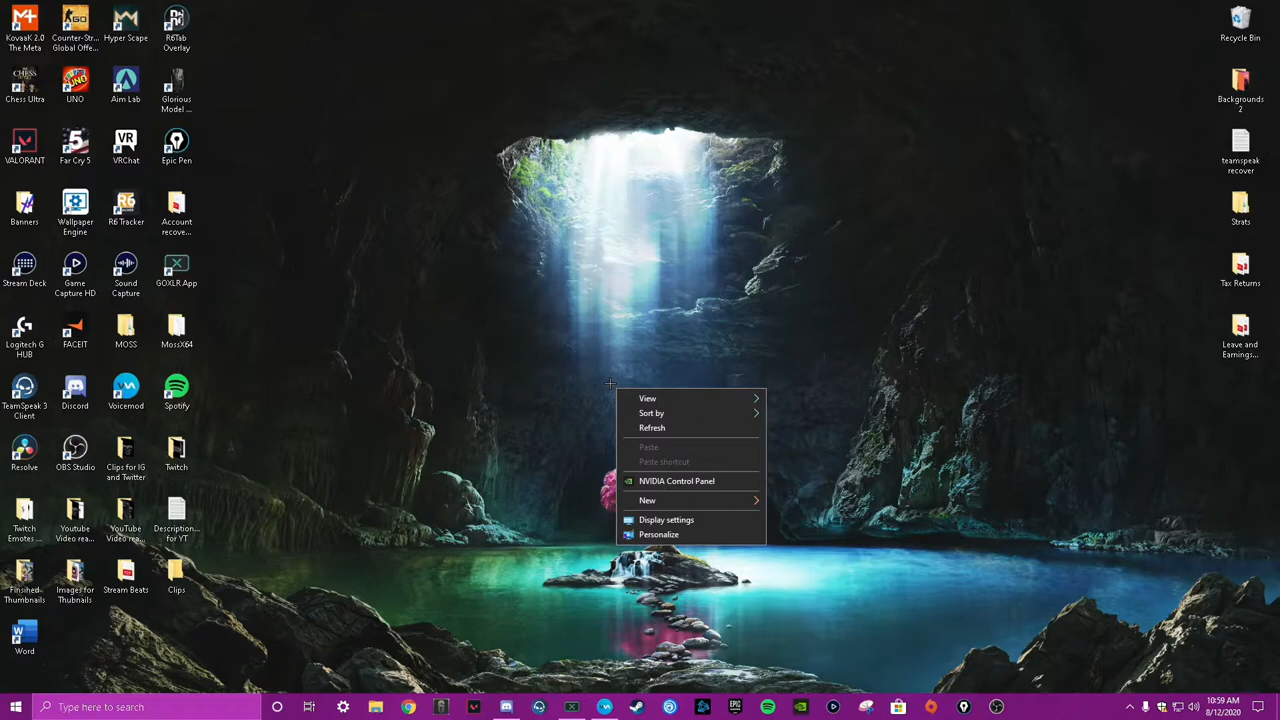 KovaaK 2.0
The Meta
Counter-Str...
Global Offe...
Hyper Scape
R6Tab
Overlay
Chess Ultra
UNO
Aim Lab
Glorious
Model ...
VALORANT
Far Cry 5
VRChat
Epic Pen
Banners
Wallpaper
Engine
R6 Tracker
Account
recove...
Stream Deck
Game
Capture HD
Sound
Capture
GOXLR App
Logitech G
HUB
FACEIT
MOSS
MossX64
TeamSpeak 3
Client
Discord
Voicemod
Spotify
Resolve
OBS Studio
Clips for IG
and Twitter
Twitch
Twitch
Emotes ...
Youtube
Video rea...
YouTube
Video rea...
Description...
for YT
Finsihed
Thumbnails
Images for
Thubnails
Stream Beats
Clips
Word
Recycle Bin
Backgrounds
2
teamspeak
recover
Strats
Tax Returns
Leave and
Earnings...
View
Sort by
Refresh
Paste
Paste shortcut
NVIDIA Control Panel
New
Display settings
Personalize
Type here to search
10:59 AM
8/12/2020